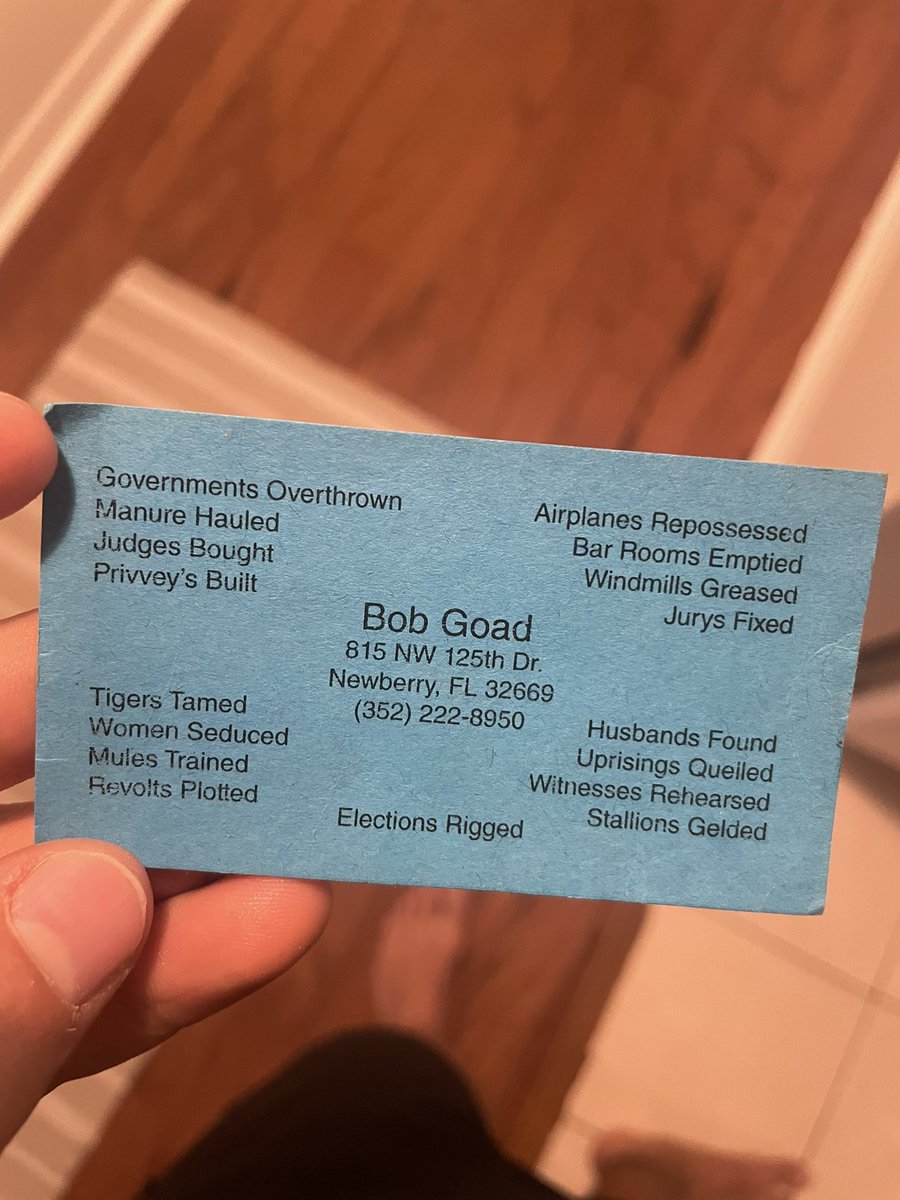 Governments Overthrown
Manure Hauled
Judges Bought
Privvey's Built
Airplanes Repossessed
Bar Rooms Emptied
Windmills Greased
Jurys Fixed
Bob Goad
815 NW 125th Dr.
Newberry, FL 32669
(352) 222-8950
Tigers Tamed
Women Seduced
Mules Trained
Revolts Plotted
Husbands Found
Uprisings Queiled
Witnesses Rehearsed
Stallions Gelded
Elections Rigged